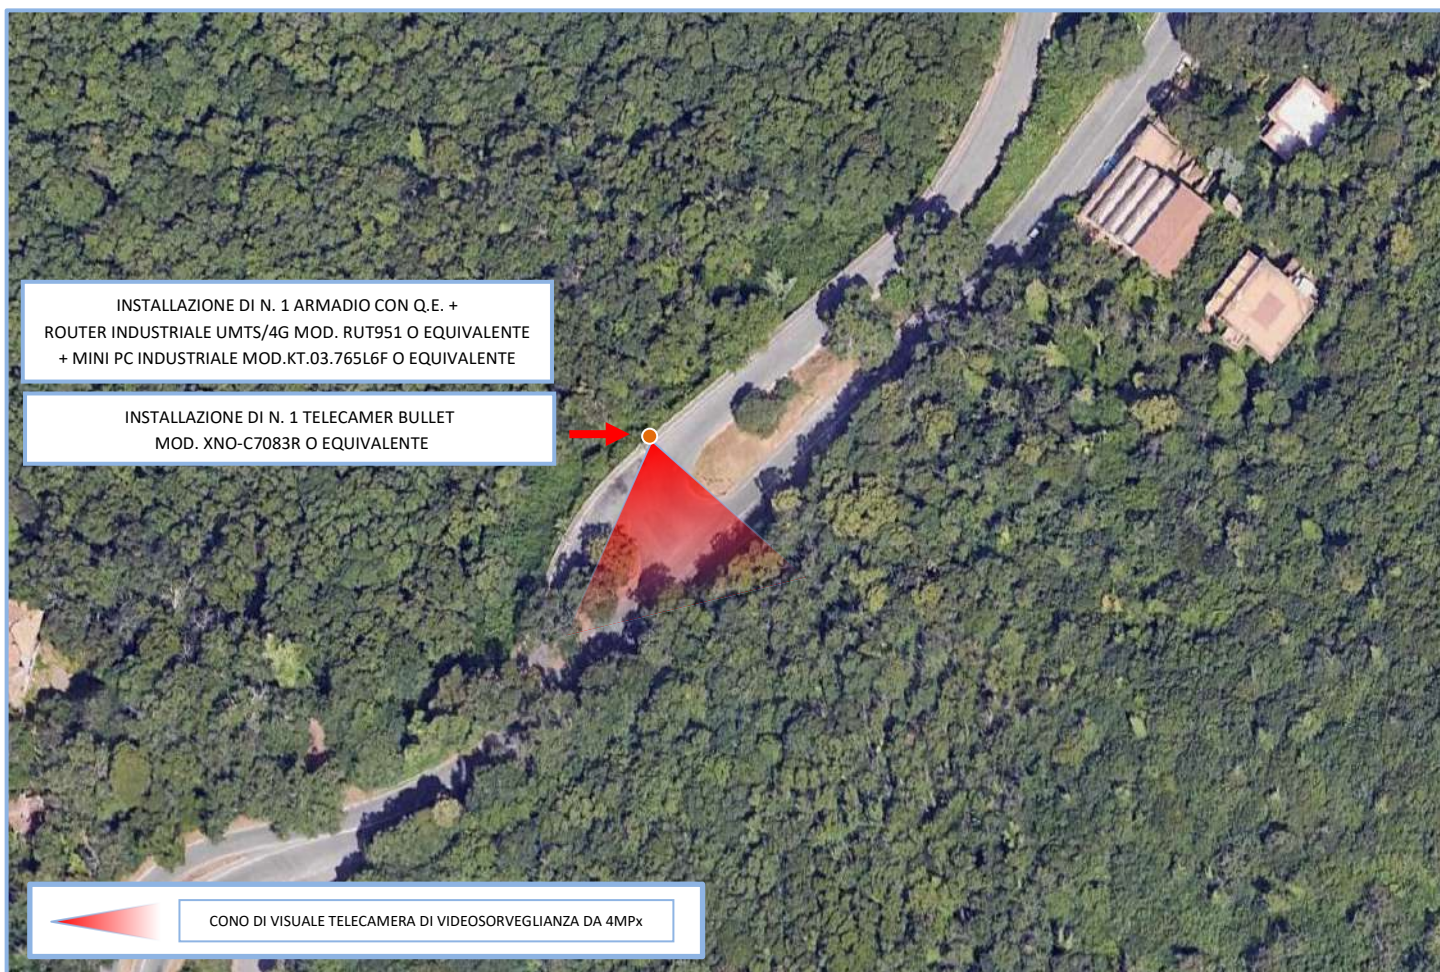 INSTALLAZIONE DI N. 1 ARMADIO CON Q.E. +
ROUTER INDUSTRIALE UMTS/4G MOD. RUT951 O EQUIVALENTE
+ MINI PC INDUSTRIALE MOD.KT.03.765L6F O EQUIVALENTE
INSTALLAZIONE DI N. 1 TELECAMER BULLET
MOD. XNO-C7083R O EQUIVALENTE
CONO DI VISUALE TELECAMERA DI VIDEOSORVEGLIANZA DA 4MPx